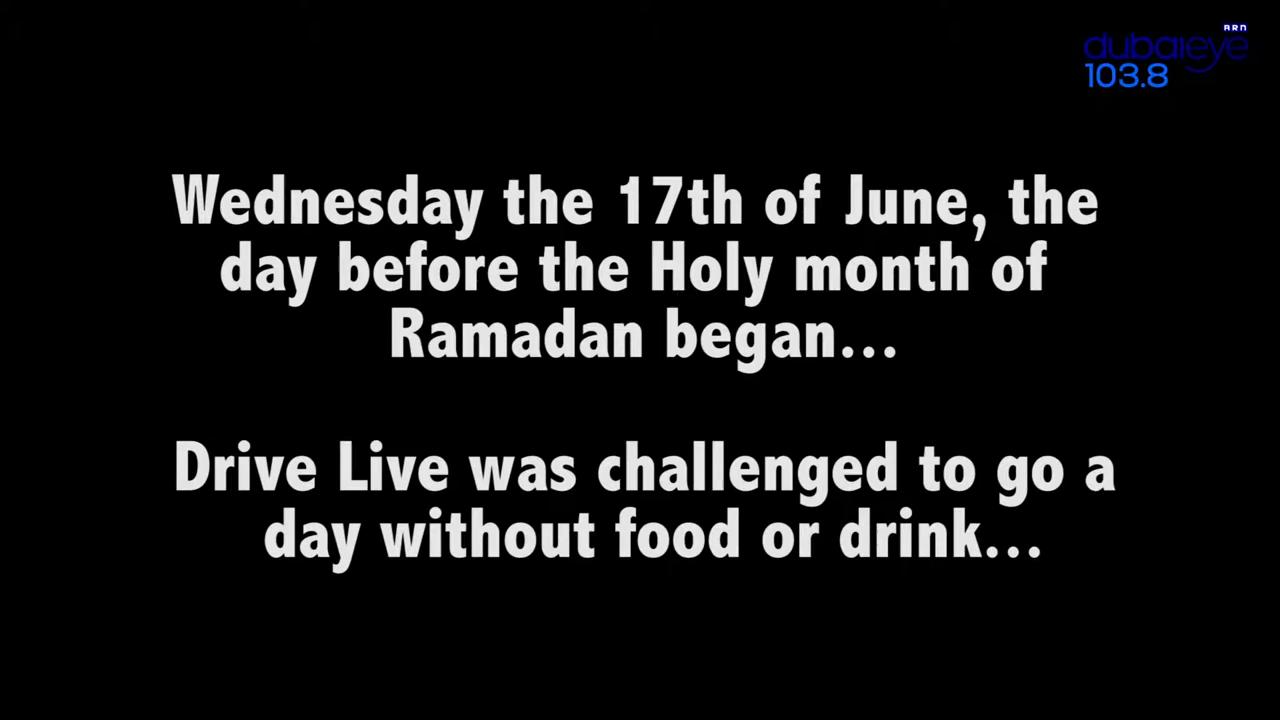 ARN
dubaieye
103.8
Wednesday the 17th of June, the
day before the Holy month of
Ramadan began...
Drive Live was challenged to go a
day without food or drink...